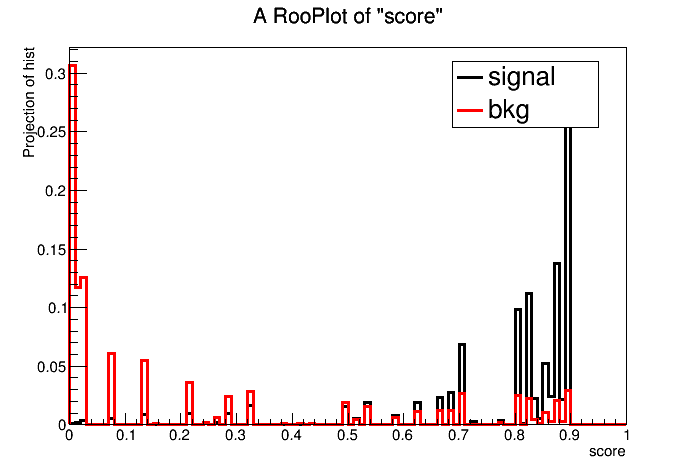 A RooPlot of "score"
Projection of hist
signal
bkg
0.3
0.25
0.2
0.15
0.1
0.05
0
0 0.1 0.2 0.3 0.4 0.5 0.6 0.7 0.8 0.9 1
score